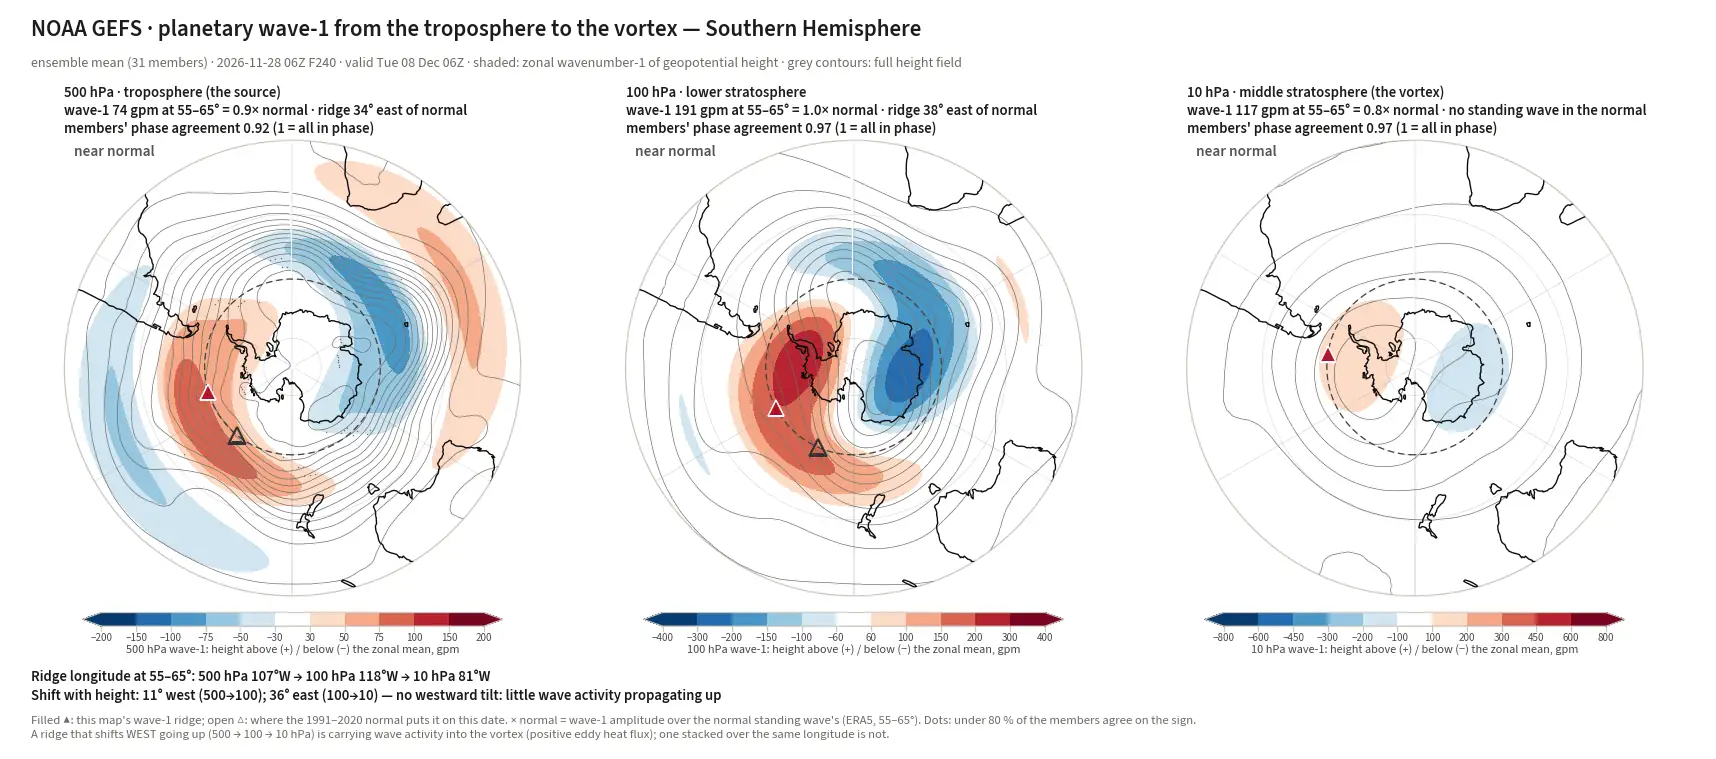 NOAA GEFS · planetary wave-1 from the troposphere to the vortex — Southern Hemisphere
ensemble mean (31 members) · 2026-11-28 06Z F240 · valid Tue 08 Dec 06Z · shaded: zonal wavenumber-1 of geopotential height · grey contours: full height field
500 hPa · troposphere (the source)
wave-1 74 gpm at 55–65° = 0.9× normal · ridge 34° east of normal
members' phase agreement 0.92 (1 = all in phase)
near normal
100 hPa · lower stratosphere
wave-1 191 gpm at 55–65° = 1.0× normal · ridge 38° east of normal
members' phase agreement 0.97 (1 = all in phase)
near normal
10 hPa · middle stratosphere (the vortex)
wave-1 117 gpm at 55–65° = 0.8× normal · no standing wave in the normal
members' phase agreement 0.97 (1 = all in phase)
near normal
−200 −150 −100 −75 −50 −30 30 50 75 100 150 200
500 hPa wave-1: height above (+) / below (−) the zonal mean, gpm
−400 −300 −200 −150 −100 −60 60 100 150 200 300 400
100 hPa wave-1: height above (+) / below (−) the zonal mean, gpm
−800 −600 −450 −300 −200 −100 100 200 300 450 600 800
10 hPa wave-1: height above (+) / below (−) the zonal mean, gpm
Ridge longitude at 55–65°: 500 hPa 107°W → 100 hPa 118°W → 10 hPa 81°W
Shift with height: 11° west (500→100); 36° east (100→10) — no westward tilt: little wave activity propagating up
Filled ▲: this map's wave-1 ridge; open △: where the 1991–2020 normal puts it on this date. × normal = wave-1 amplitude over the normal standing wave's (ERA5, 55–65°). Dots: under 80 % of the members agree on the sign.
A ridge that shifts WEST going up (500 → 100 → 10 hPa) is carrying wave activity into the vortex (positive eddy heat flux); one stacked over the same longitude is not.